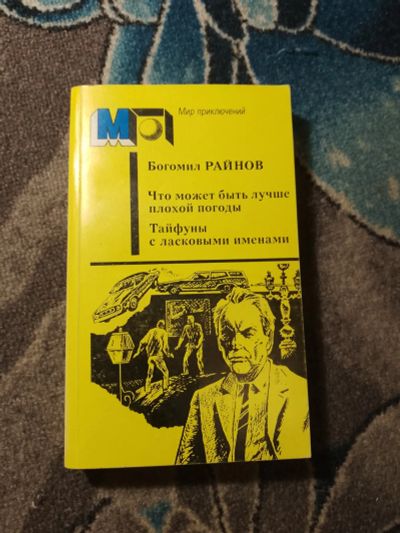 М
Мир приключений
Богомил РАЙНОВ
Что может быть лучше
плохой погоды
Тайфуны
с ласковыми именами